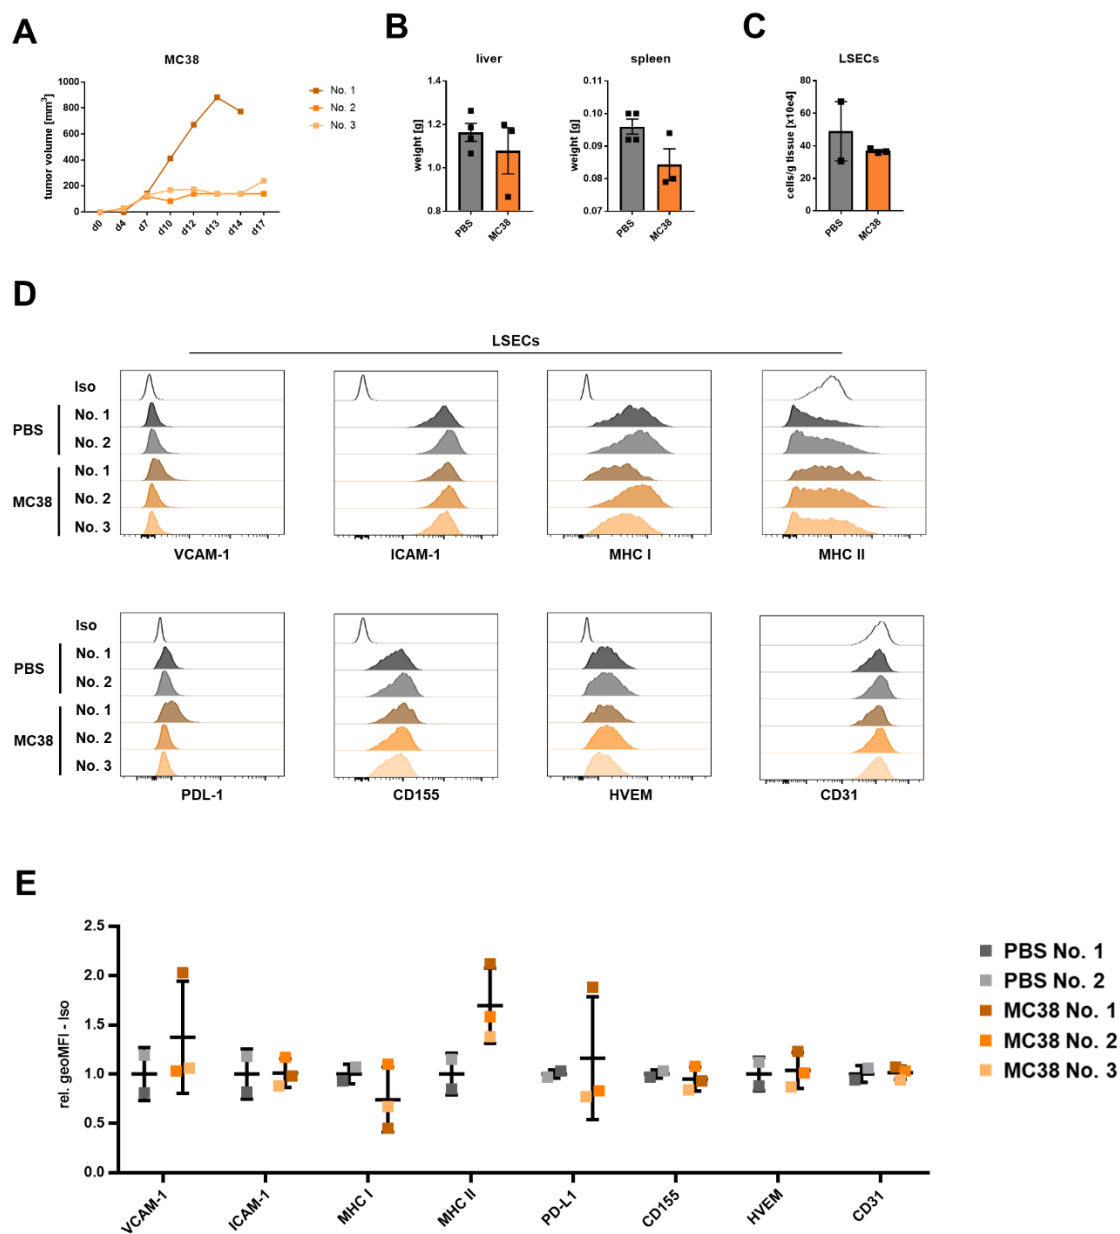 A
MC38
tumor volume [mm³]
1000
800
600
400
200
0
d0 d4 d7 d10 d12 d13 d14 d17
No. 1
No. 2
No. 3
B
liver
weight [g]
1.4
1.2
1.0
0.8
PBS MC38
spleen
weight [g]
0.11
0.10
0.09
0.08
0.07
PBS MC38
C
LSECs
cells/g tissue [x10e4]
80
60
40
20
0
PBS MC38
D
LSECs
Iso
PBS
No. 1
No. 2
MC38
No. 1
No. 2
No. 3
VCAM-1 ICAM-1 MHC I MHC II
Iso
PBS
No. 1
No. 2
MC38
No. 1
No. 2
No. 3
PDL-1 CD155 HVEM CD31
E
rel. geoMFI - Iso
2.5
2.0
1.5
1.0
0.5
0.0
VCAM-1 ICAM-1 MHC I MHC II PD-L1 CD155 HVEM CD31
PBS No. 1
PBS No. 2
MC38 No. 1
MC38 No. 2
MC38 No. 3